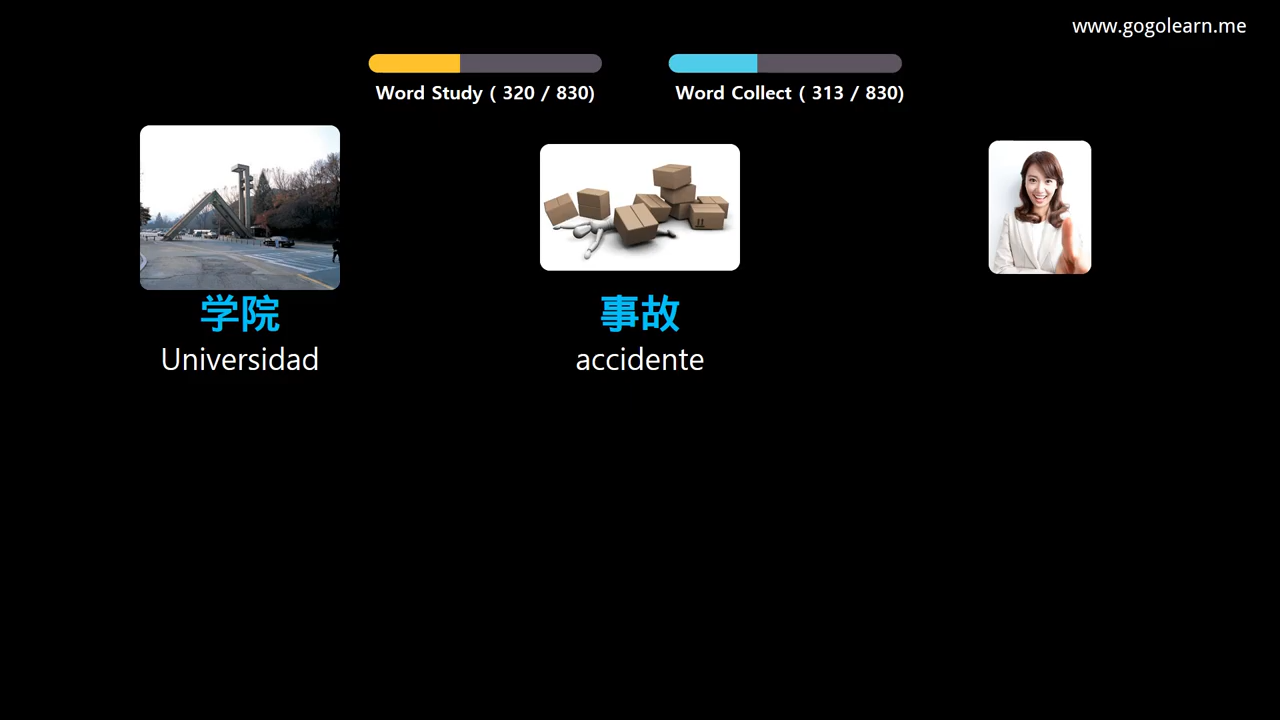 www.gogolearn.me
Word Study ( 320 / 830)
Word Collect ( 313 / 830)
学院
Universidad
事故
accidente